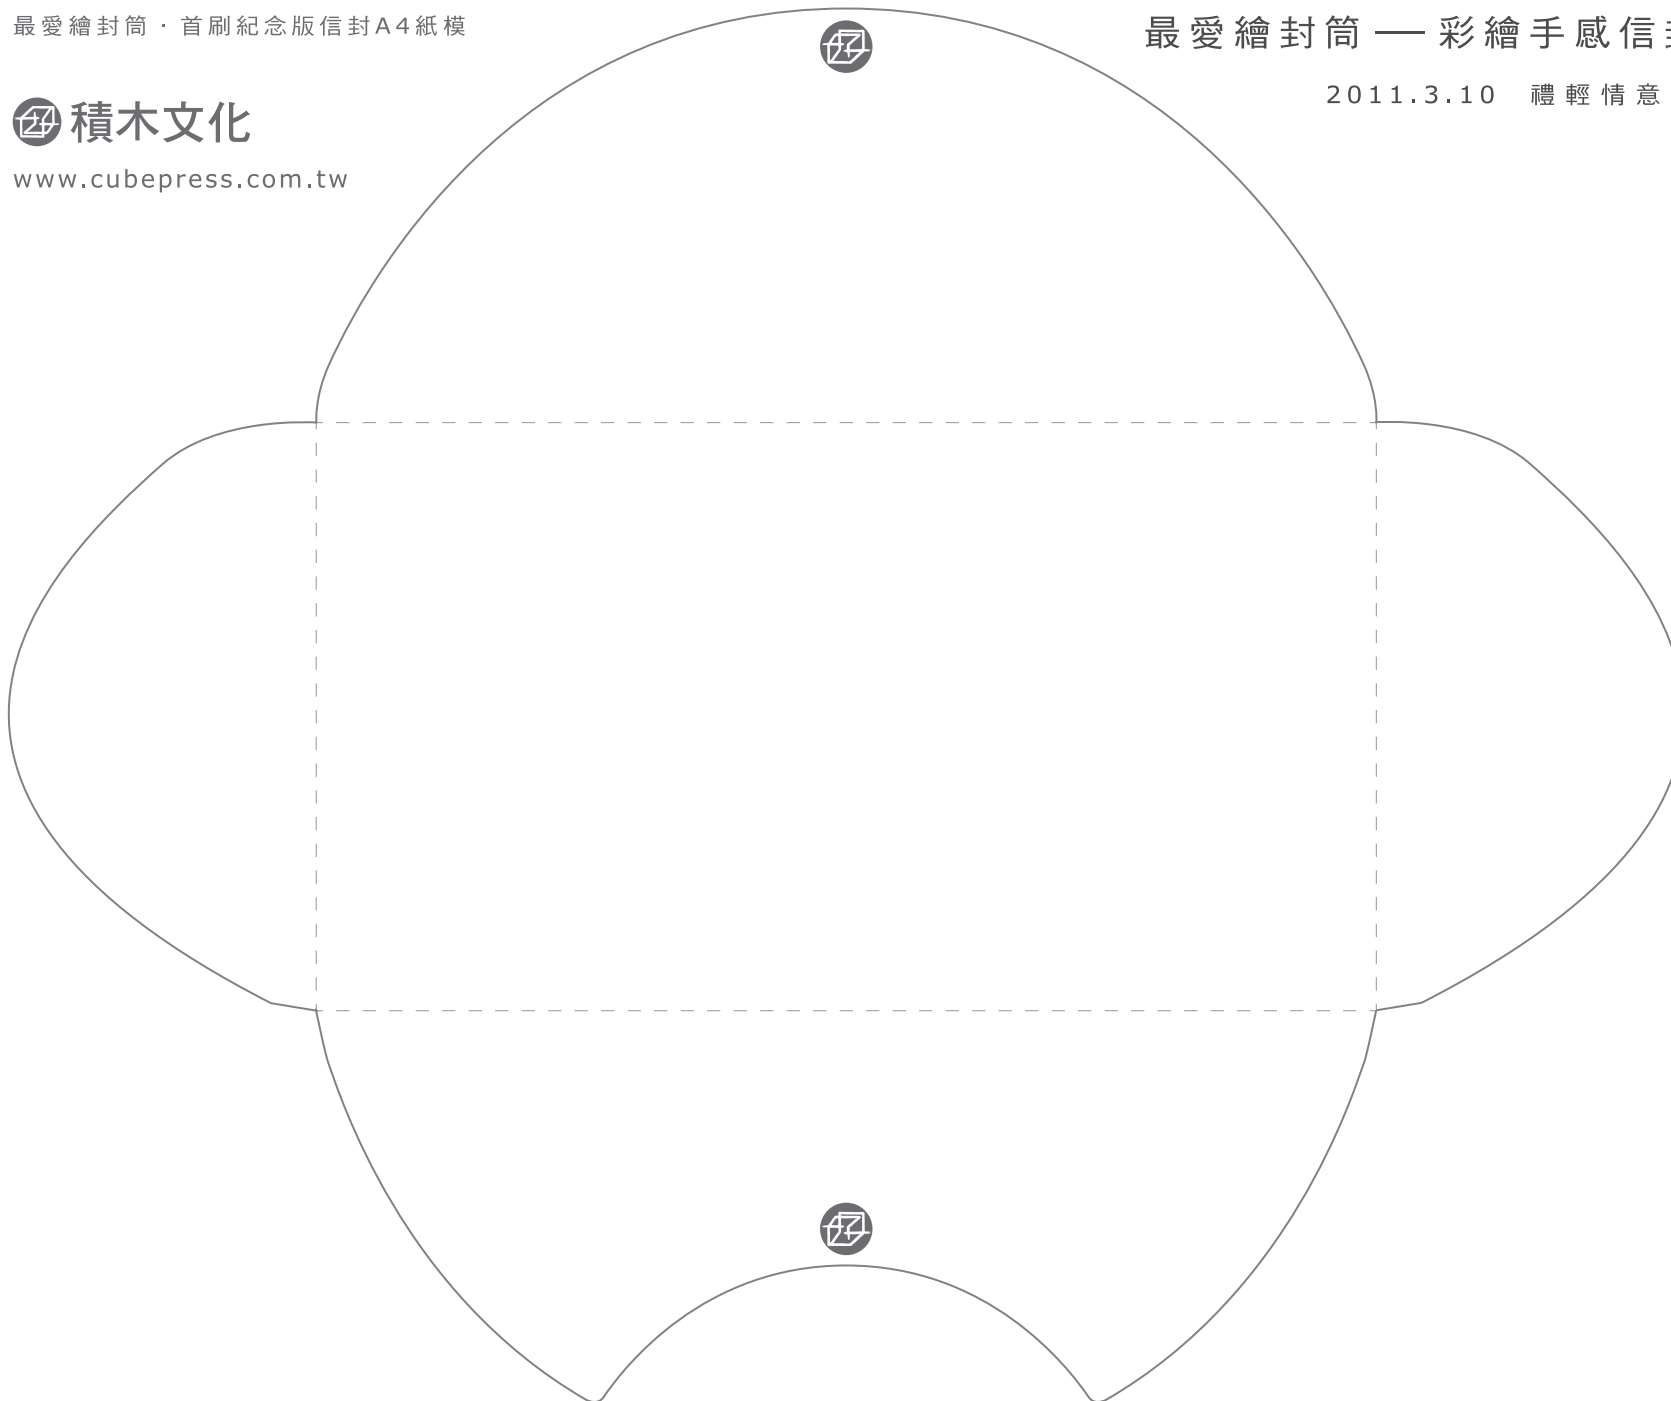 最愛繪封筒・首刷紀念版信封A4紙模
積木文化
www.cubepress.com.tw
最愛繪封筒 — 彩繪手感信
2011.3.10 禮輕情意